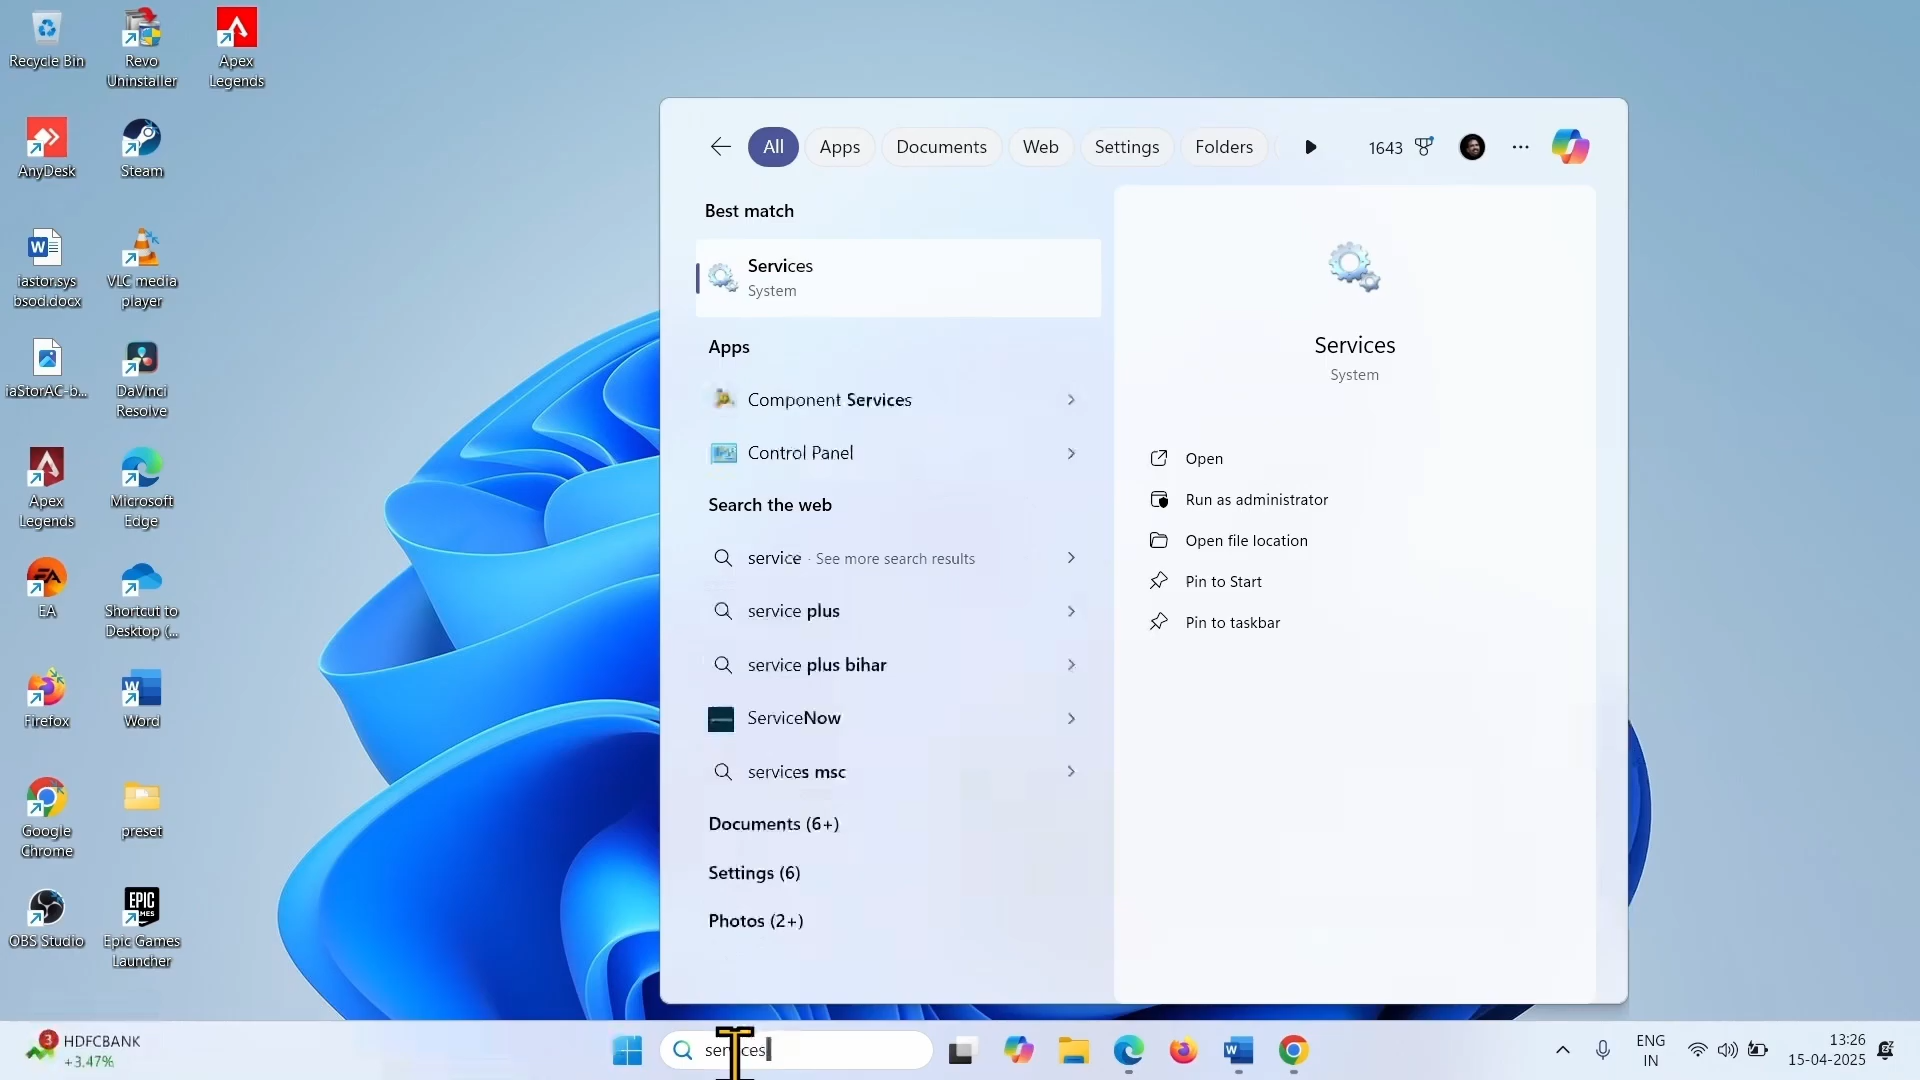 Recycle Bin
Revo
Uninstaller
Apex
Legends
AnyDesk
Steam
iastor.sys
bsod.docx
VLC media
player
iaStorAC-b...
DaVinci
Resolve
Apex
Legends
Microsoft
Edge
EA
EA
Shortcut to
Desktop (...
Firefox
Word
Google
Chrome
preset
OBS Studio
EPIC
GAMES
Epic Games
Launcher
All
Apps
Documents
Web
Settings
Folders
1643
Best match
Services
System
Apps
Component Services
Control Panel
Search the web
service · See more search results
service plus
service plus bihar
ServiceNow
services msc
Documents (6+)
Settings (6)
Photos (2+)
Services
System
Open
Run as administrator
Open file location
Pin to Start
Pin to taskbar
3
HDFCBANK
+3.47%
services
ENG
IN
13:26
15-04-2025